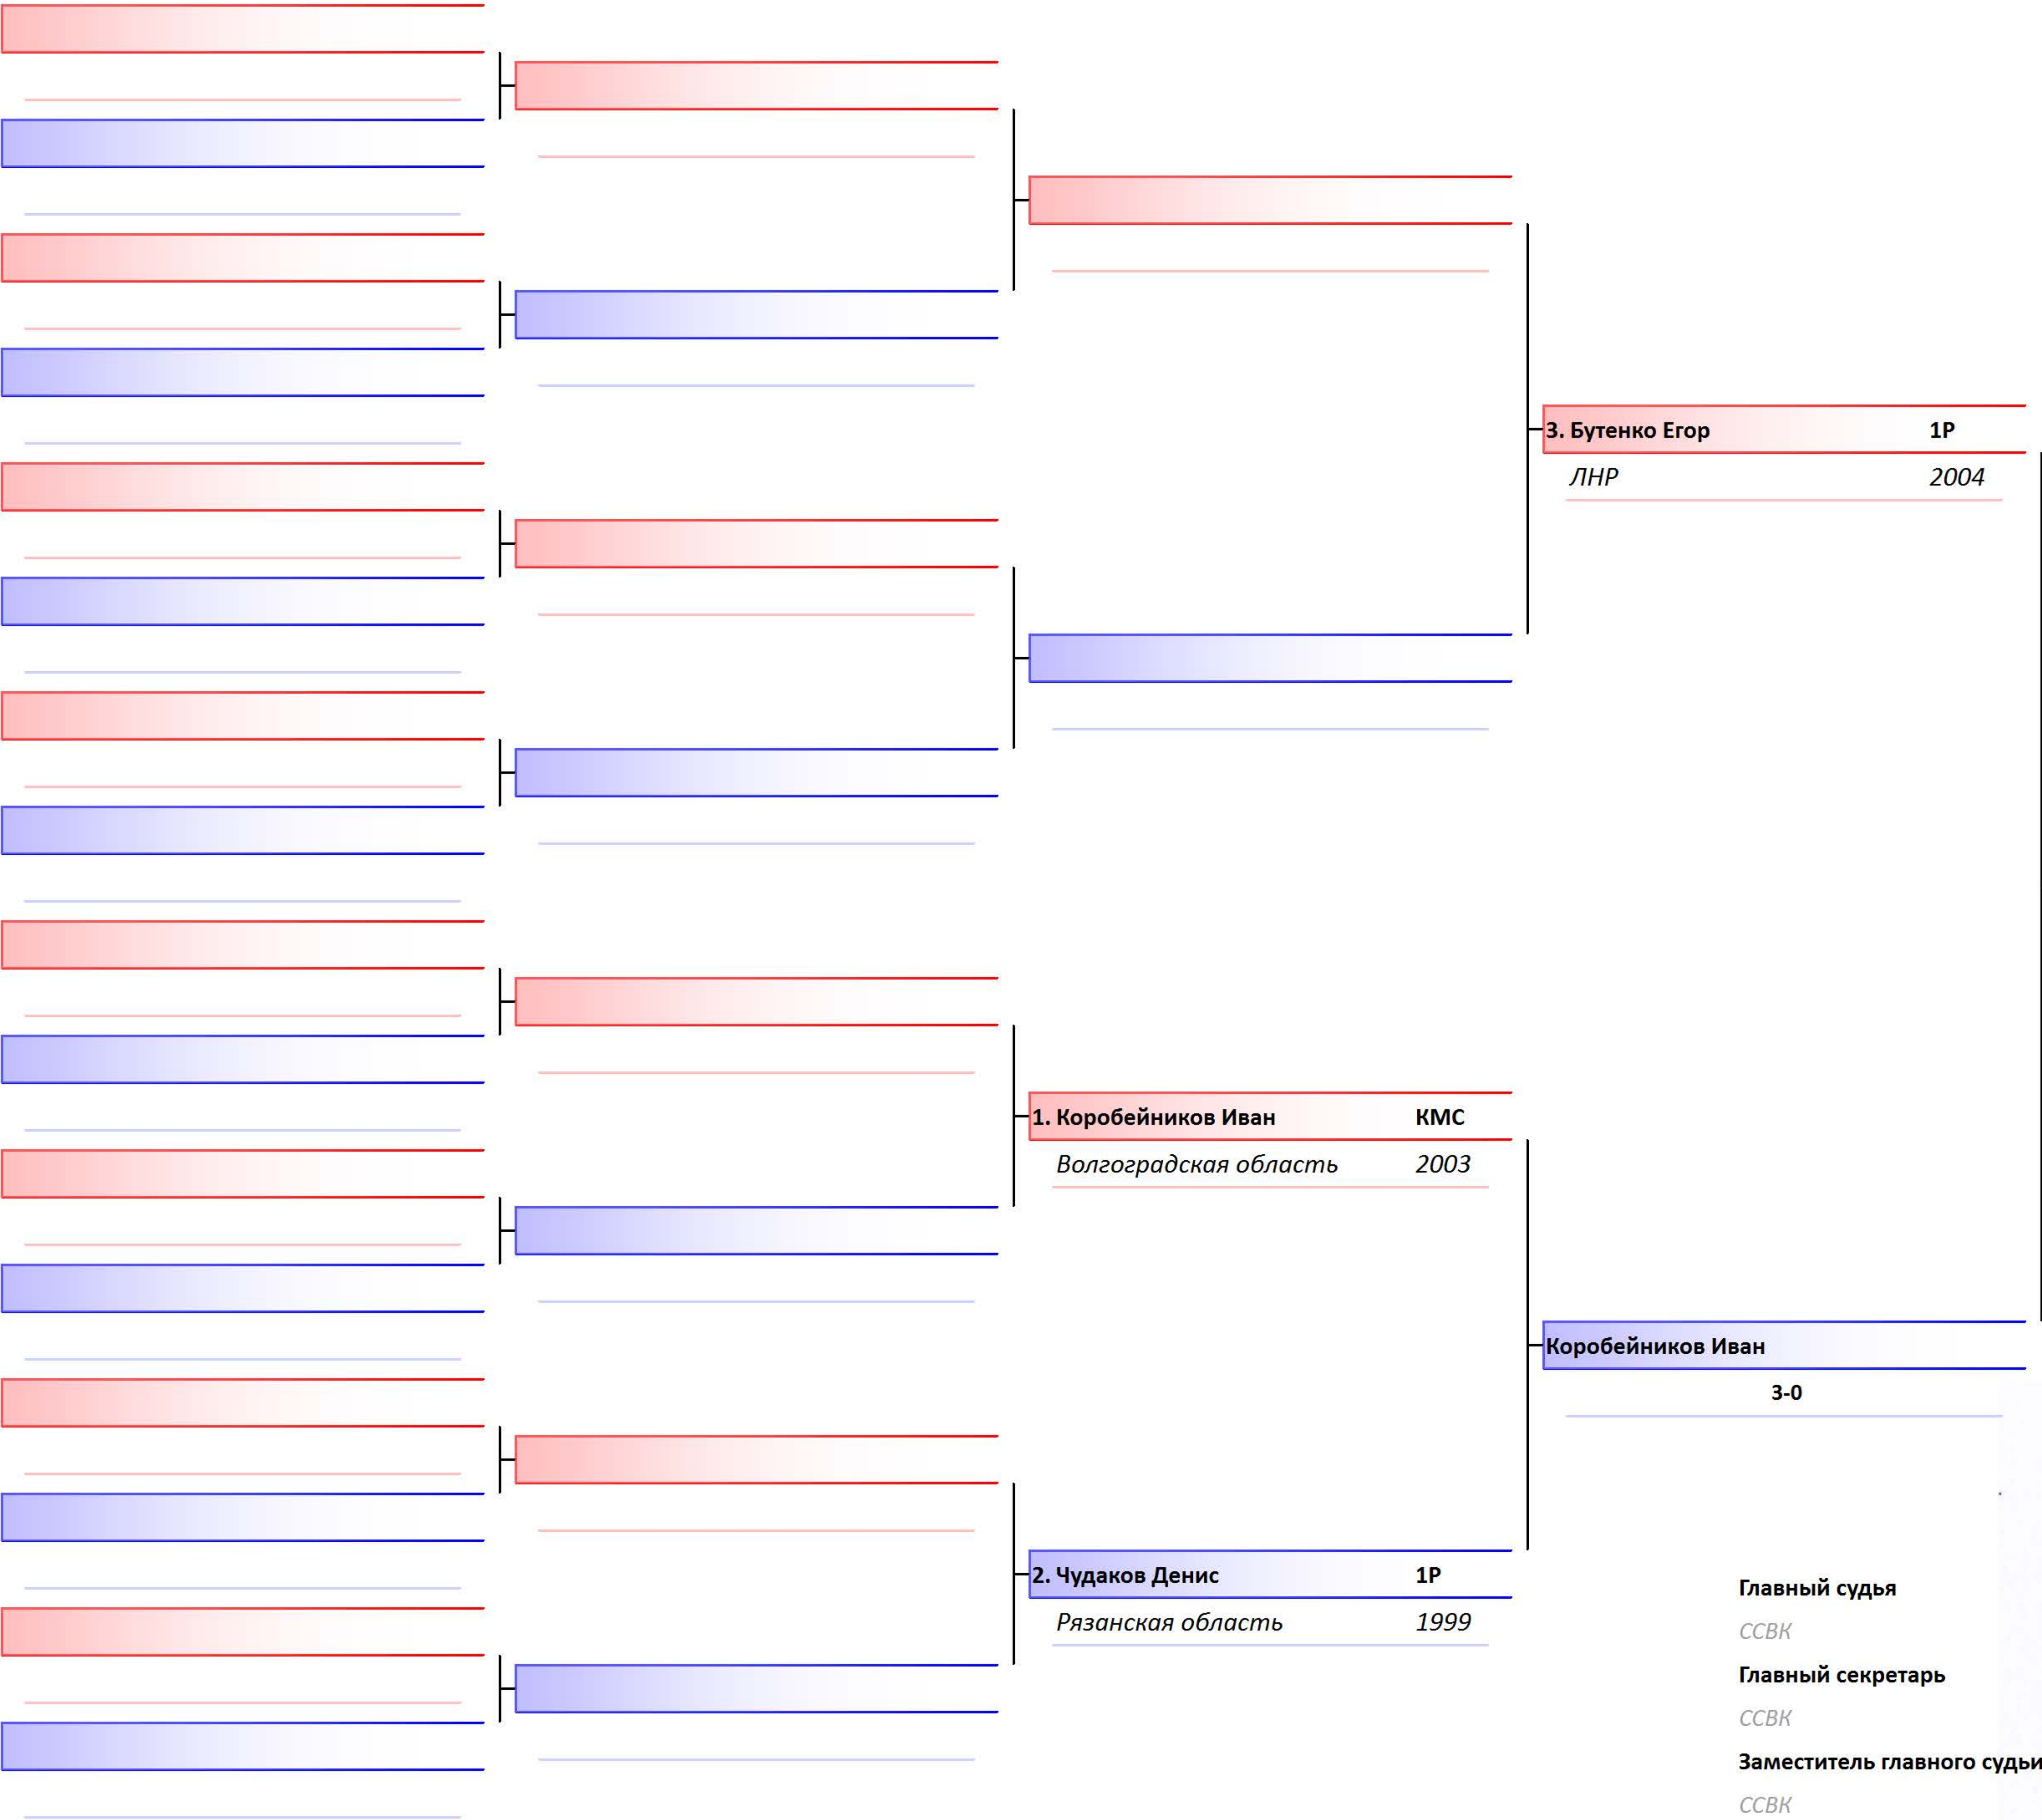 3. Бутенко Егор 1Р
ЛНР 2004
1. Коробейников Иван КМС
Волгоградская область 2003
Коробейников Иван
3-0
2. Чудаков Денис 1Р
Рязанская область 1999
Главный судья
ССВК
Главный секретарь
ССВК
Заместитель главного судьи
ССВК